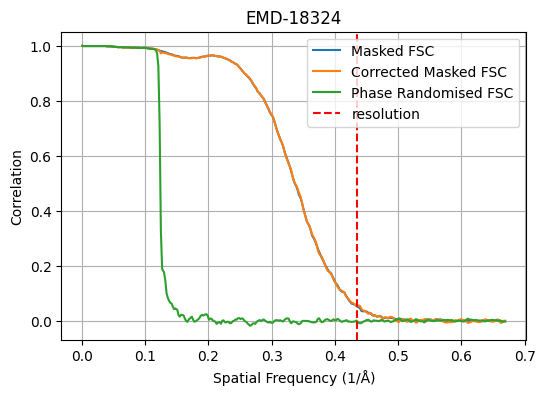 EMD-18324
Masked FSC
Corrected Masked FSC
Phase Randomised FSC
resolution
Correlation
1.0
0.8
0.6
0.4
0.2
0.0
0.0 0.1 0.2 0.3 0.4 0.5 0.6 0.7
Spatial Frequency (1/Å)